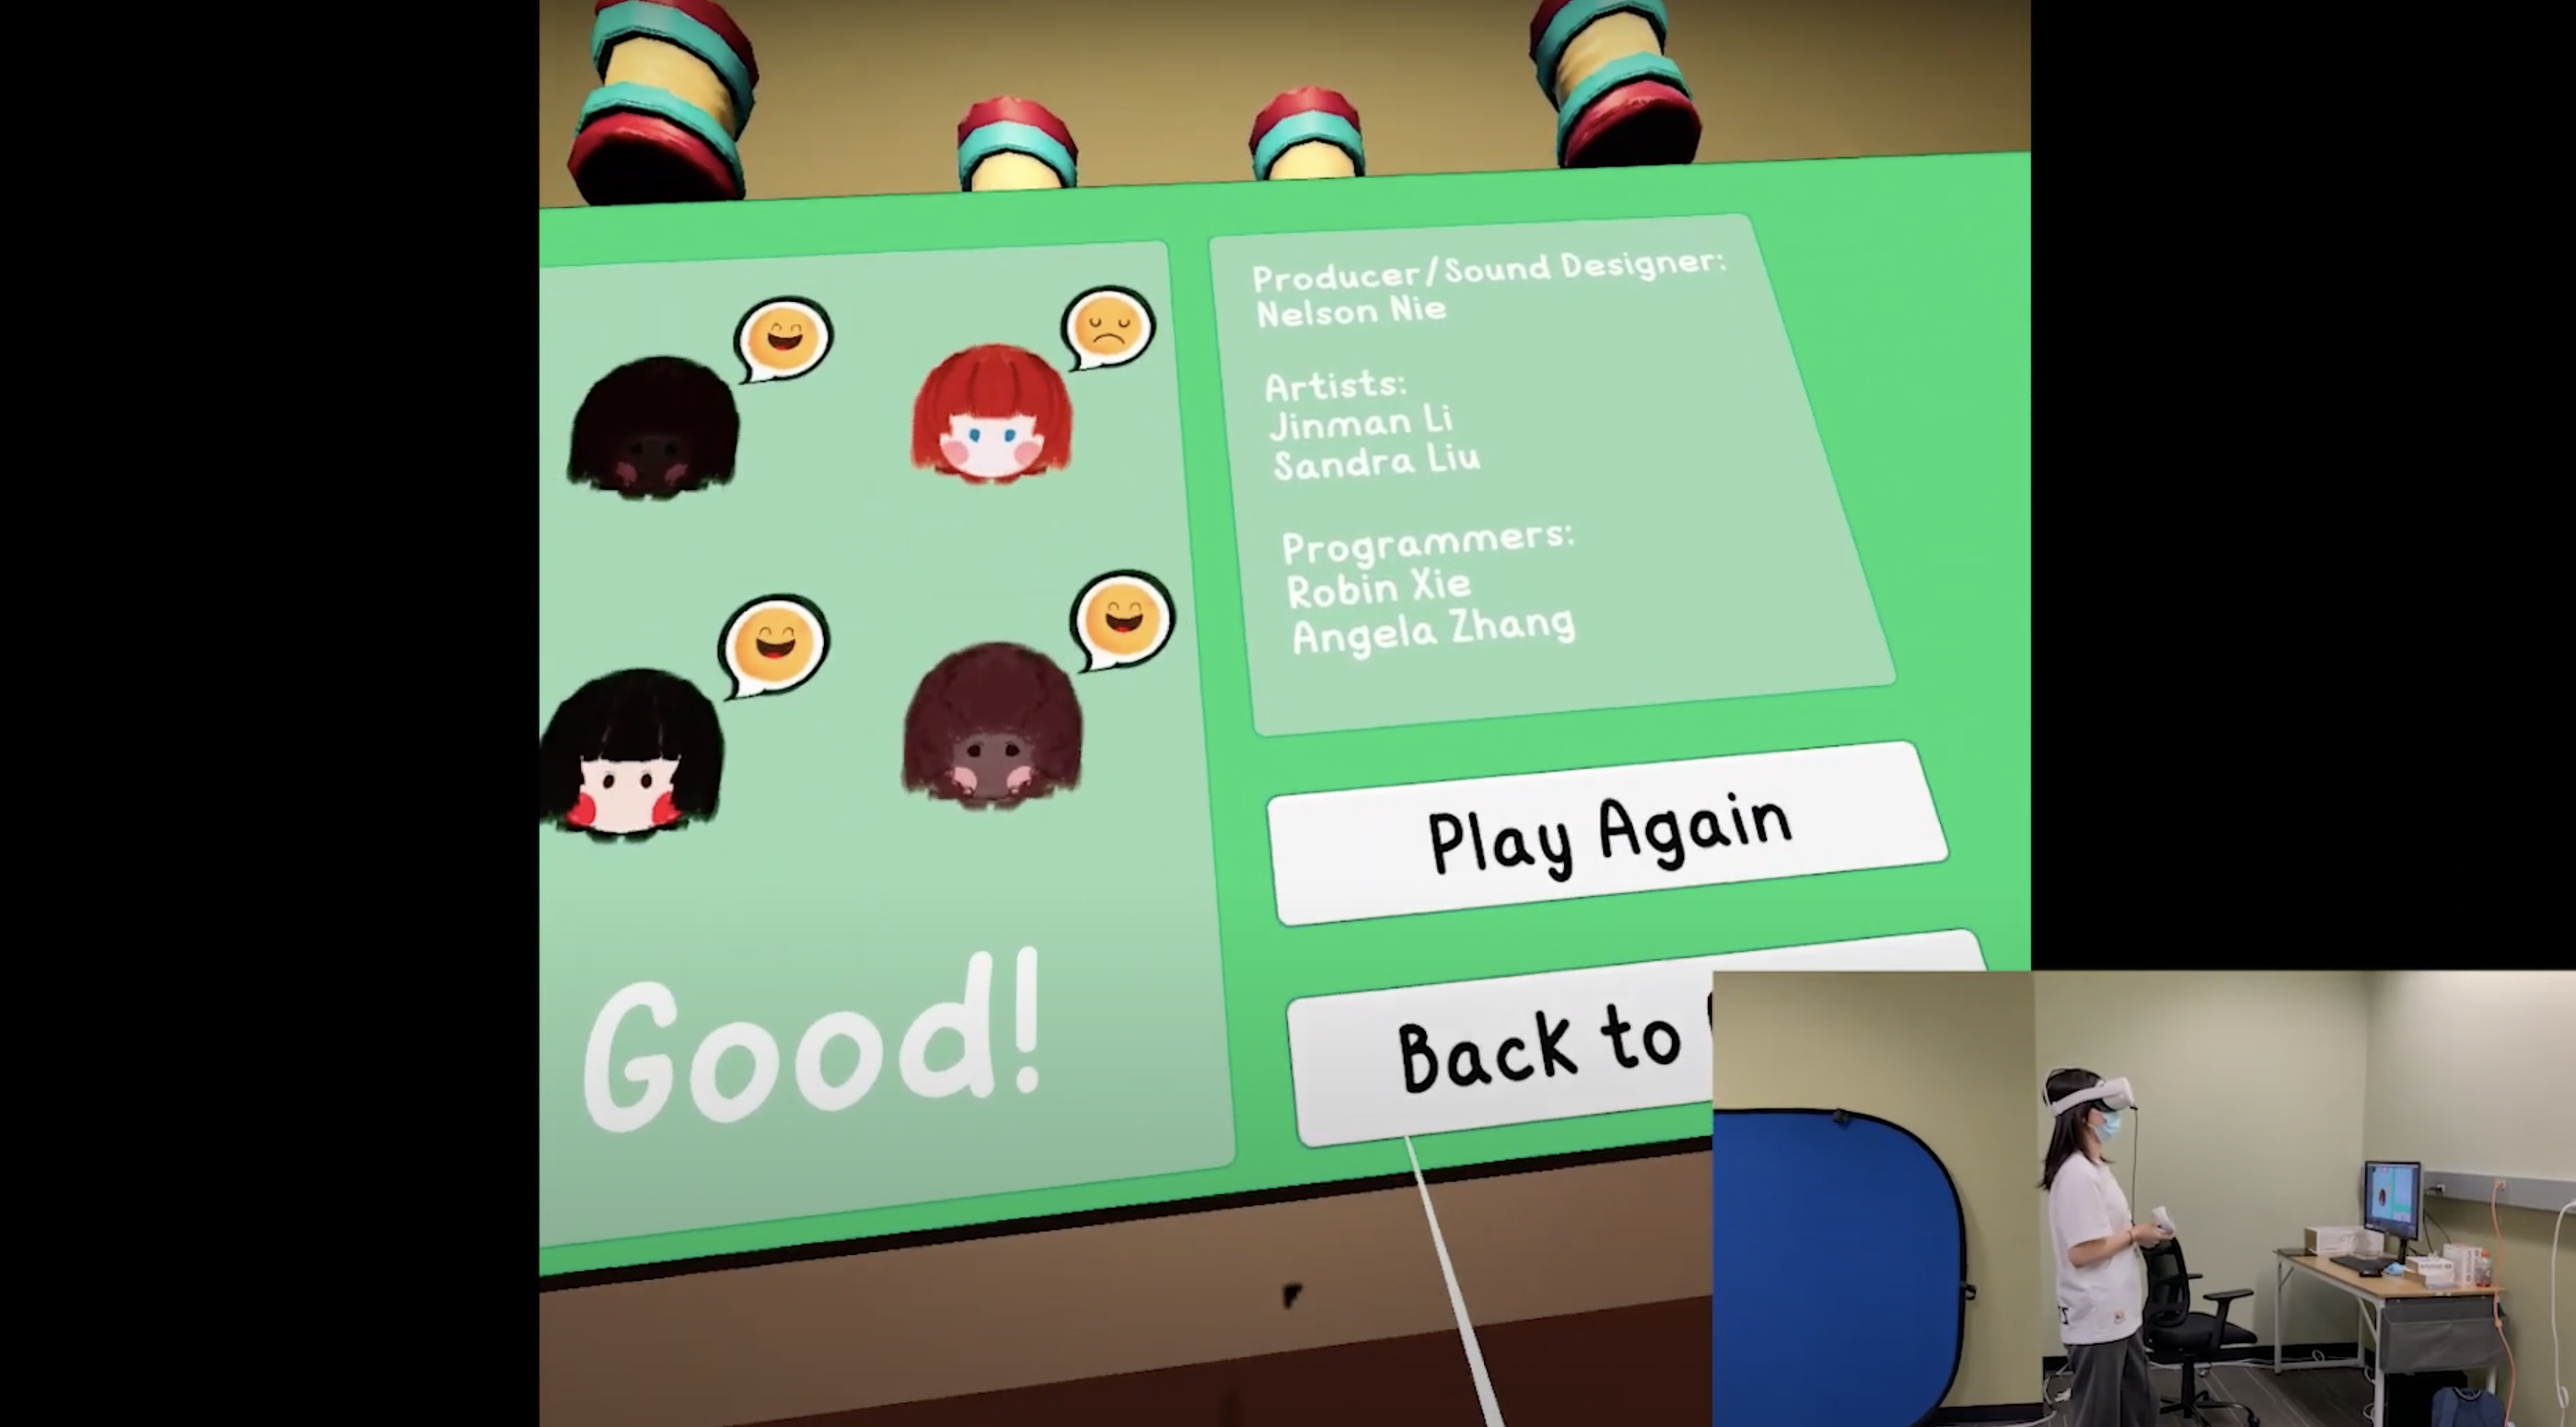 Producer/Sound Designer:
Nelson Nie
Artists:
Jinman Li
Sandra Liu
Programmers:
Robin Xie
Angela Zhang
Play Again
Back to
Good!